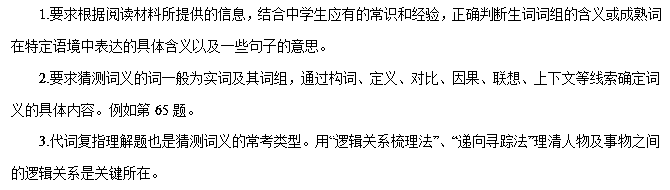 1.要求根据阅读材料所提供的信息，结合中学生应有的常识和经验，正确判断生词词组的含义或成熟词
在特定语境中表达的具体含义以及一些句子的意思。
2.要求猜测词义的词一般为实词及其词组，通过构词、定义、对比、因果、联想、上下文等线索确定词
义的具体内容。例如第 65 题。
3.代词复指理解题也是猜测词义的常考类型。用“逻辑关系梳理法”、“递向寻踪法”理清人物及事物之间
的逻辑关系是关键所在。